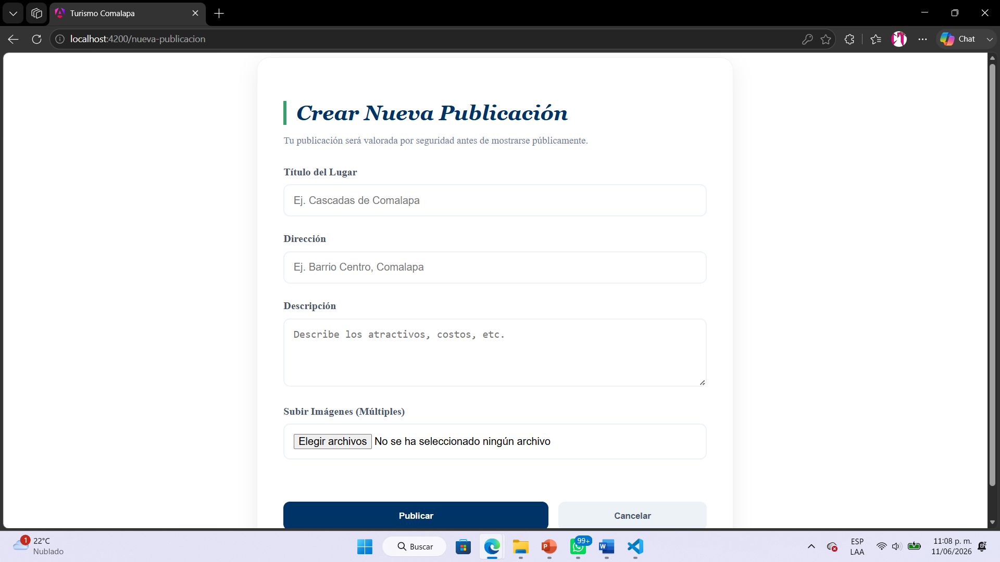 Turismo Comalapa
localhost:4200/nueva-publicacion
Chat
Crear Nueva Publicación
Tu publicación será valorada por seguridad antes de mostrarse públicamente.
Título del Lugar
Ej. Cascadas de Comalapa
Dirección
Ej. Barrio Centro, Comalapa
Descripción
Describe los atractivos, costos, etc.
Subir Imágenes (Múltiples)
Elegir archivos No se ha seleccionado ningún archivo
Publicar
Cancelar
1
22°C
Nublado
Buscar
P
99+
W
ESP
LAA
11:08 p. m.
11/06/2026